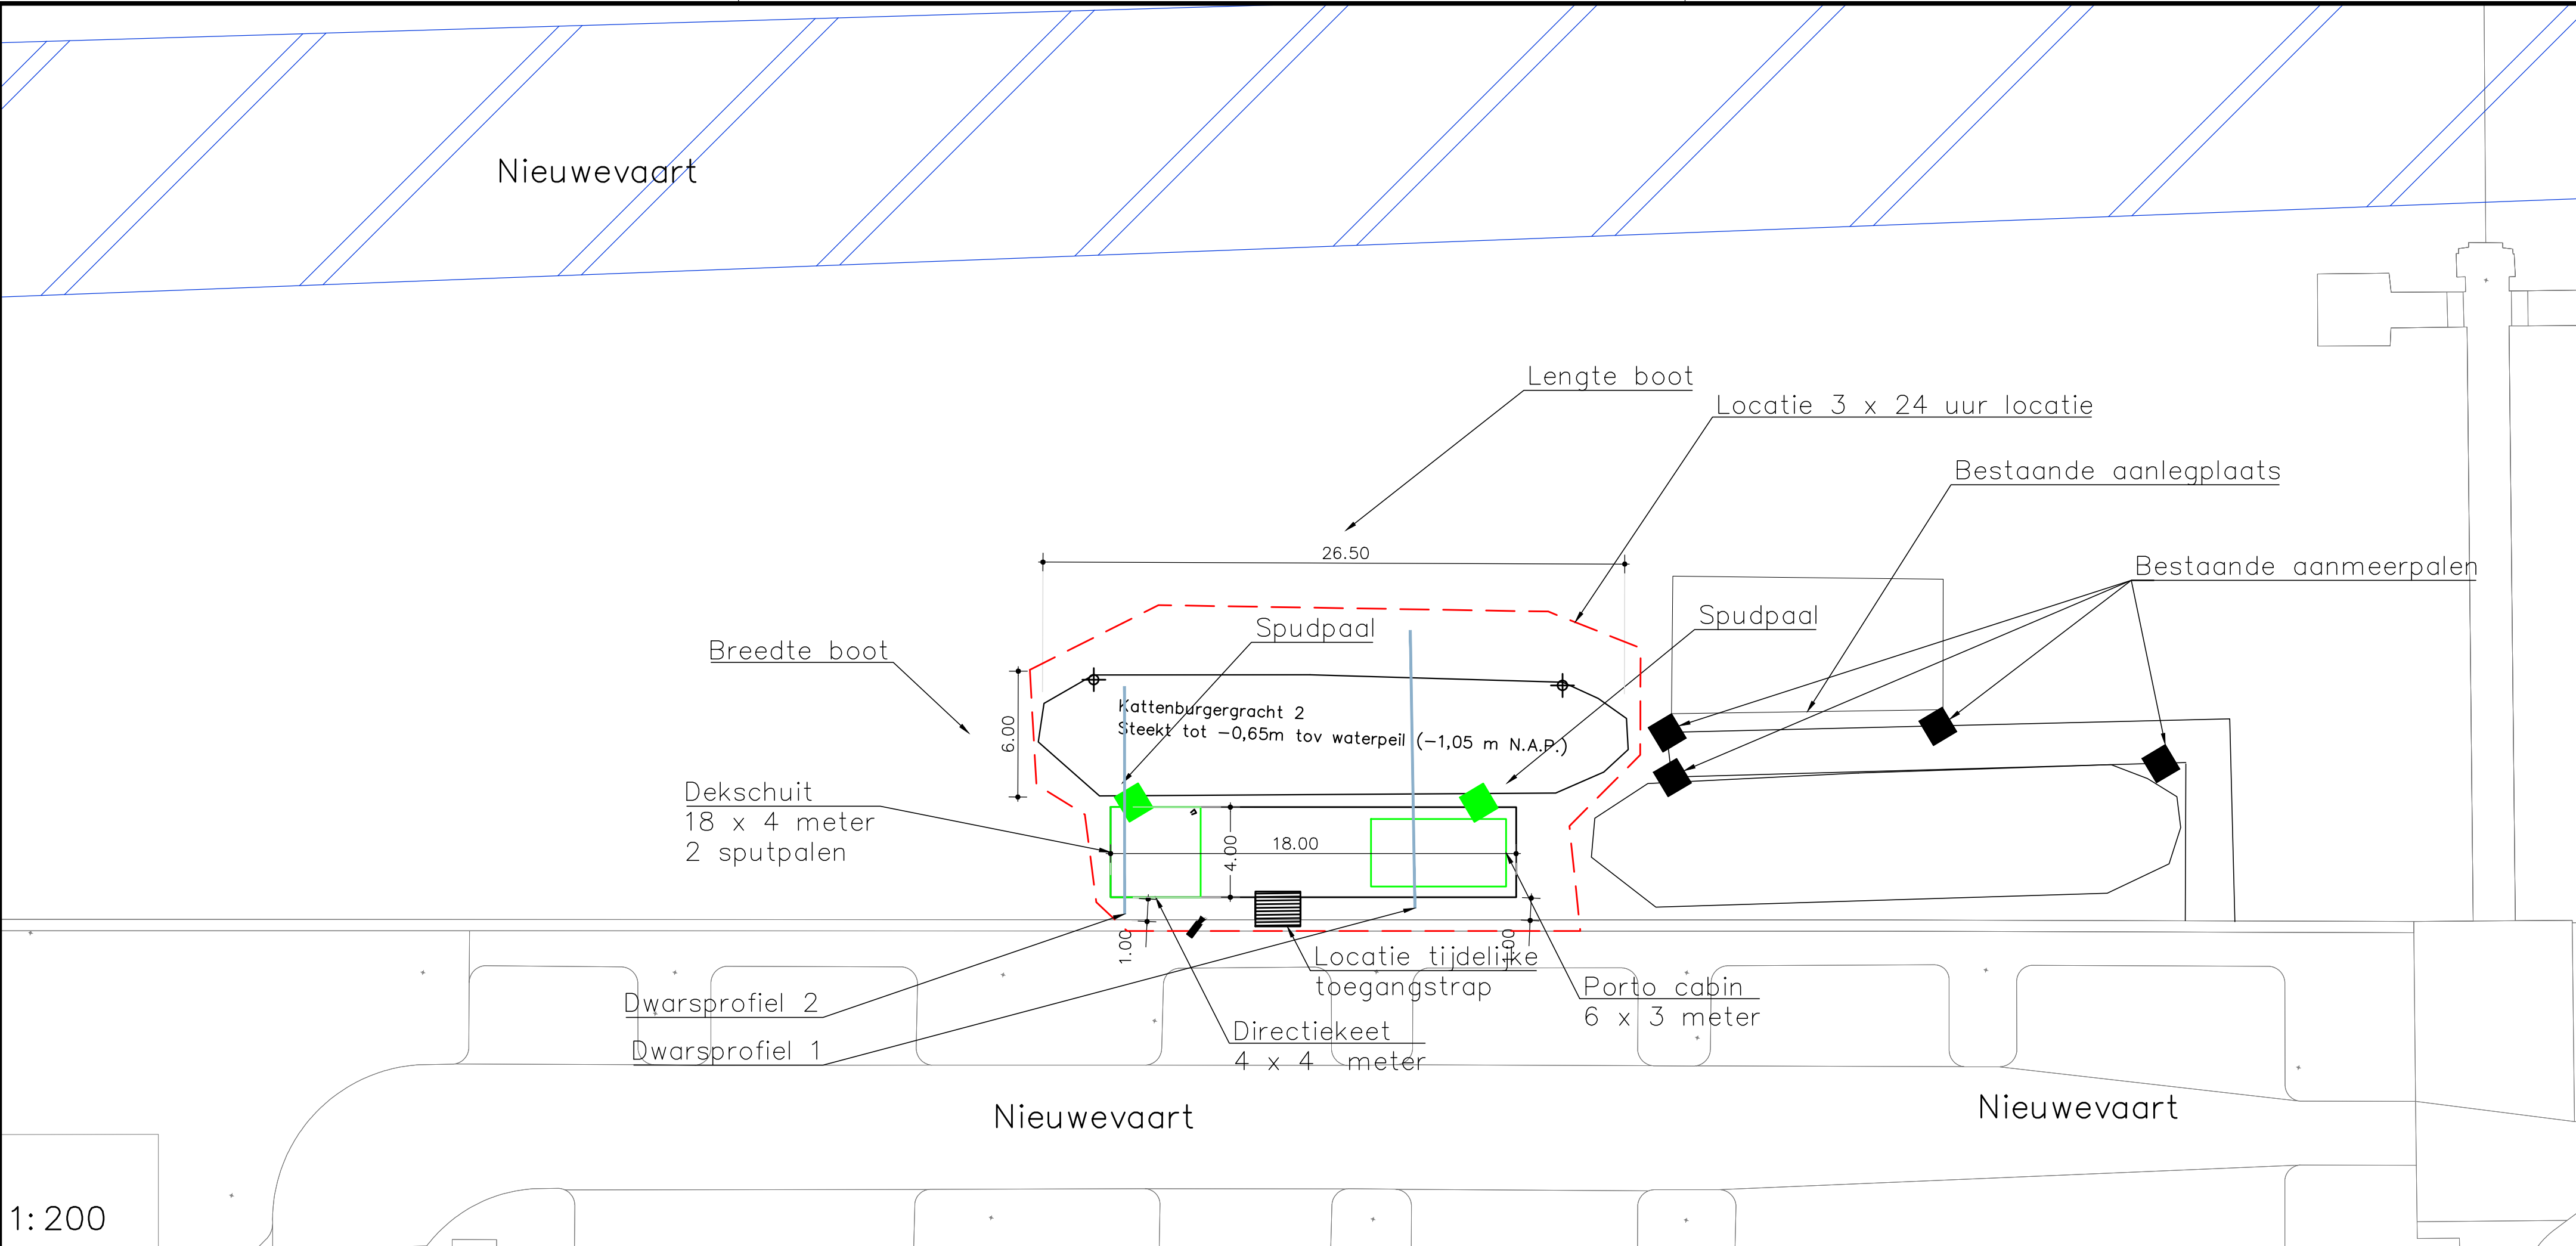 Nieuwevaart
Lengte boot
Locatie 3 x 24 uur locatie
Bestaande aanlegplaats
26.50
Bestaande aanmeerpalen
Spudpaal
Spudpaal
Breedte boot
6.00
Kattenburgergracht 2
Steekt tot -0,65m tov waterpeil (-1,05 m N.A.P.)
Dekschuit
18 x 4 meter
2 sputpalen
4.00
18.00
1.00
1.00
Locatie tijdelijke
toegangstrap
Porto cabin
6 x 3 meter
Dwarsprofiel 2
Directiekeet
4 x 4 meter
Dwarsprofiel 1
Nieuwevaart
Nieuwevaart
1:200